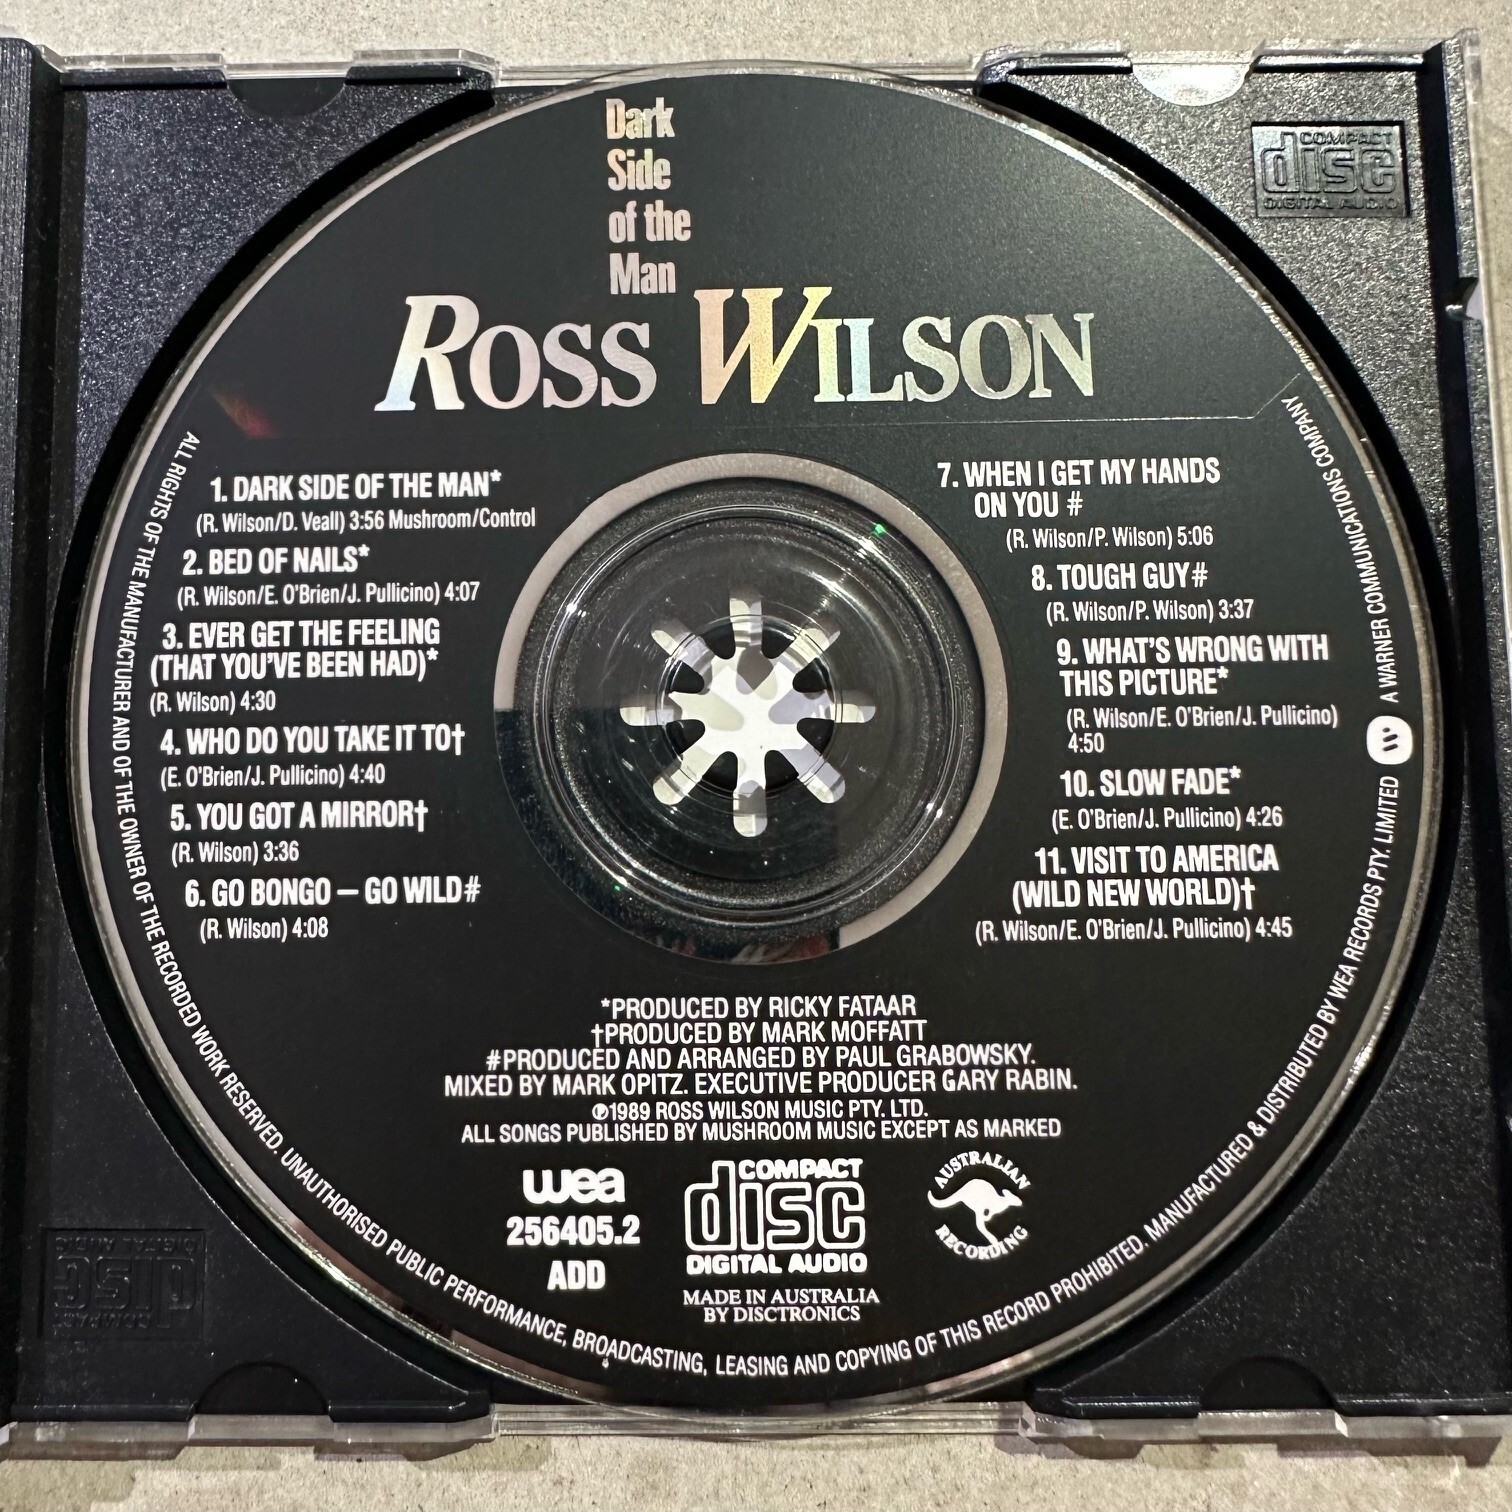 Dark
Side
of the
Man
ROSS WILSON
COMPACT
disc
DIGITAL AUDIO
1. DARK SIDE OF THE MAN*
(R. Wilson/D. Veall) 3:56 Mushroom/Control
2. BED OF NAILS*
(R. Wilson/E. O'Brien/J. Pullicino) 4:07
3. EVER GET THE FEELING
(THAT YOU'VE BEEN HAD)*
(R. Wilson) 4:30
4. WHO DO YOU TAKE IT TO†
(E. O'Brien/J. Pullicino) 4:40
5. YOU GOT A MIRROR†
(R. Wilson) 3:36
6. GO BONGO – GO WILD#
(R. Wilson) 4:08
7. WHEN I GET MY HANDS
ON YOU #
(R. Wilson/P. Wilson) 5:06
8. TOUGH GUY#
(R. Wilson/P. Wilson) 3:37
9. WHAT'S WRONG WITH
THIS PICTURE*
(R. Wilson/E. O'Brien/J. Pullicino)
4:50
10. SLOW FADE*
(E. O'Brien/J. Pullicino) 4:26
11. VISIT TO AMERICA
(WILD NEW WORLD)†
(R. Wilson/E. O'Brien/J. Pullicino) 4:45
*PRODUCED BY RICKY FATAAR
†PRODUCED BY MARK MOFFATT
#PRODUCED AND ARRANGED BY PAUL GRABOWSKY.
MIXED BY MARK OPITZ. EXECUTIVE PRODUCER GARY RABIN.
℗1989 ROSS WILSON MUSIC PTY. LTD.
ALL SONGS PUBLISHED BY MUSHROOM MUSIC EXCEPT AS MARKED
wea
256405.2
ADD
COMPACT
disc
DIGITAL AUDIO
MADE IN AUSTRALIA
BY DISCTRONICS
AUSTRALIAN
RECORDING
ALL RIGHTS OF THE MANUFACTURER AND OF THE OWNER OF THE RECORDED WORK RESERVED. UNAUTHORISED PUBLIC PERFORMANCE, BROADCASTING, LEASING AND COPYING OF THIS RECORD PROHIBITED. MANUFACTURED & DISTRIBUTED BY WEA RECORDS PTY. LIMITED A WARNER COMMUNICATIONS COMPANY
COMPACT
disc
DIGITAL AUDIO